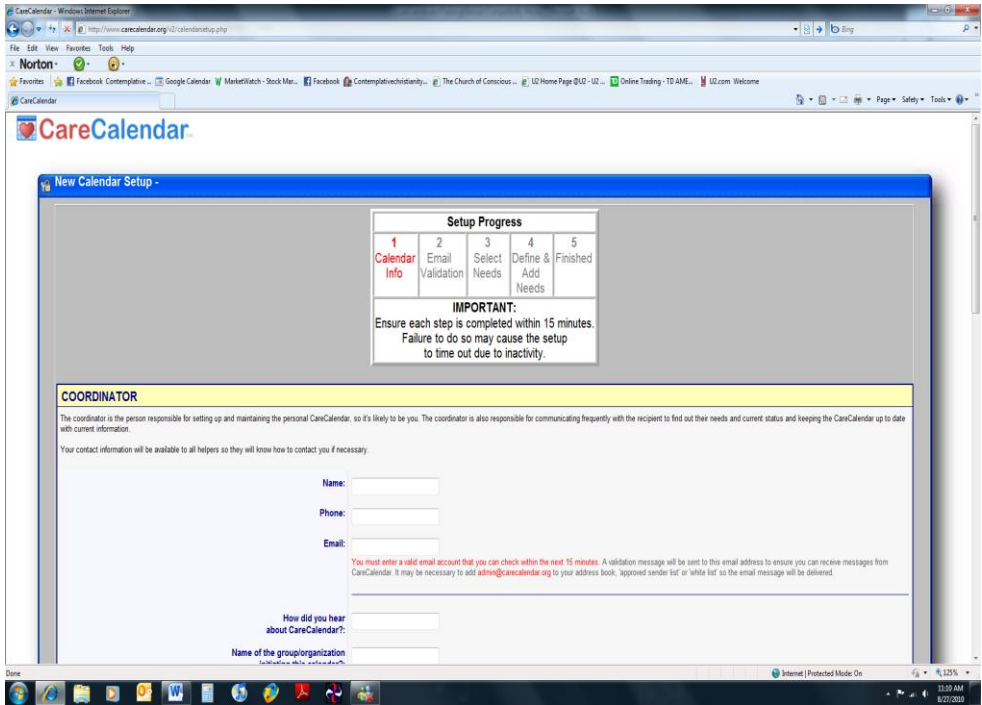 CareCalendar - Windows Internet Explorer
http://www.carecalendar.org/v2/calendarsetup.php
Bing
File Edit View Favorites Tools Help
x Norton
Favorites Facebook Contemplative ... Google Calendar MarketWatch - Stock Mar... Facebook Contemplativechristianity... The Church of Conscious ... U2 Home Page @U2 - U2 ... Online Trading - TD AME... U2.com Welcome
CareCalendar
Page Safety Tools
CareCalendar
New Calendar Setup -
Setup Progress
1 2 3 4 5
Calendar Email Select Define & Finished
Info Validation Needs Add
Needs
IMPORTANT:
Ensure each step is completed within 15 minutes.
Failure to do so may cause the setup
to time out due to inactivity.
COORDINATOR
The coordinator is the person responsible for setting up and maintaining the personal CareCalendar, so it's likely to be you. The coordinator is also responsible for communicating frequently with the recipient to find out their needs and current status and keeping the CareCalendar up to date
with current information.
Your contact information will be available to all helpers so they will know how to contact you if necessary.
Name:
Phone:
Email:
You must enter a valid email account that you can check within the next 15 minutes. A validation message will be sent to this email address to ensure you can receive messages from
CareCalendar. It may be necessary to add admin@carecalendar.org to your address book, 'approved sender list' or 'white list' so the email message will be delivered.
How did you hear
about CareCalendar?:
Name of the group/organization
initiating this calendar?:
Done
Internet | Protected Mode: On
125%
11:10 AM
8/27/2010